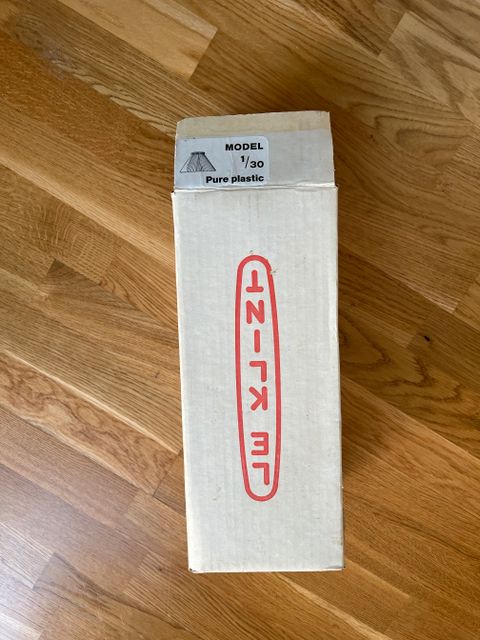 MODEL
1/30
Pure plastic
LE KLINT